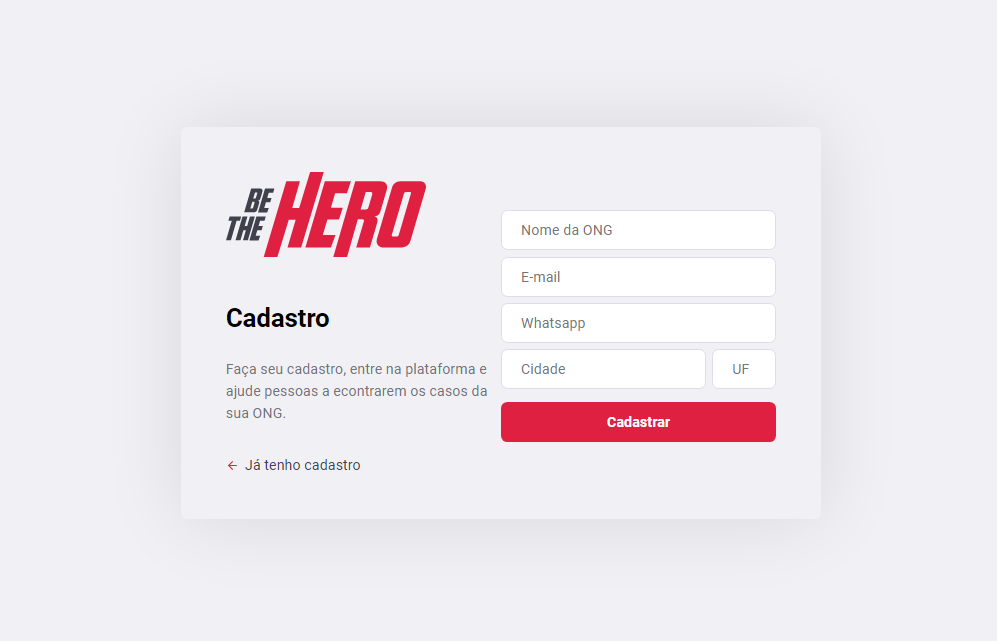 BE
THE
HERO
Cadastro
Faça seu cadastro, entre na plataforma e
ajude pessoas a econtrarem os casos da
sua ONG.
← Já tenho cadastro
Nome da ONG
E-mail
Whatsapp
Cidade
UF
Cadastrar